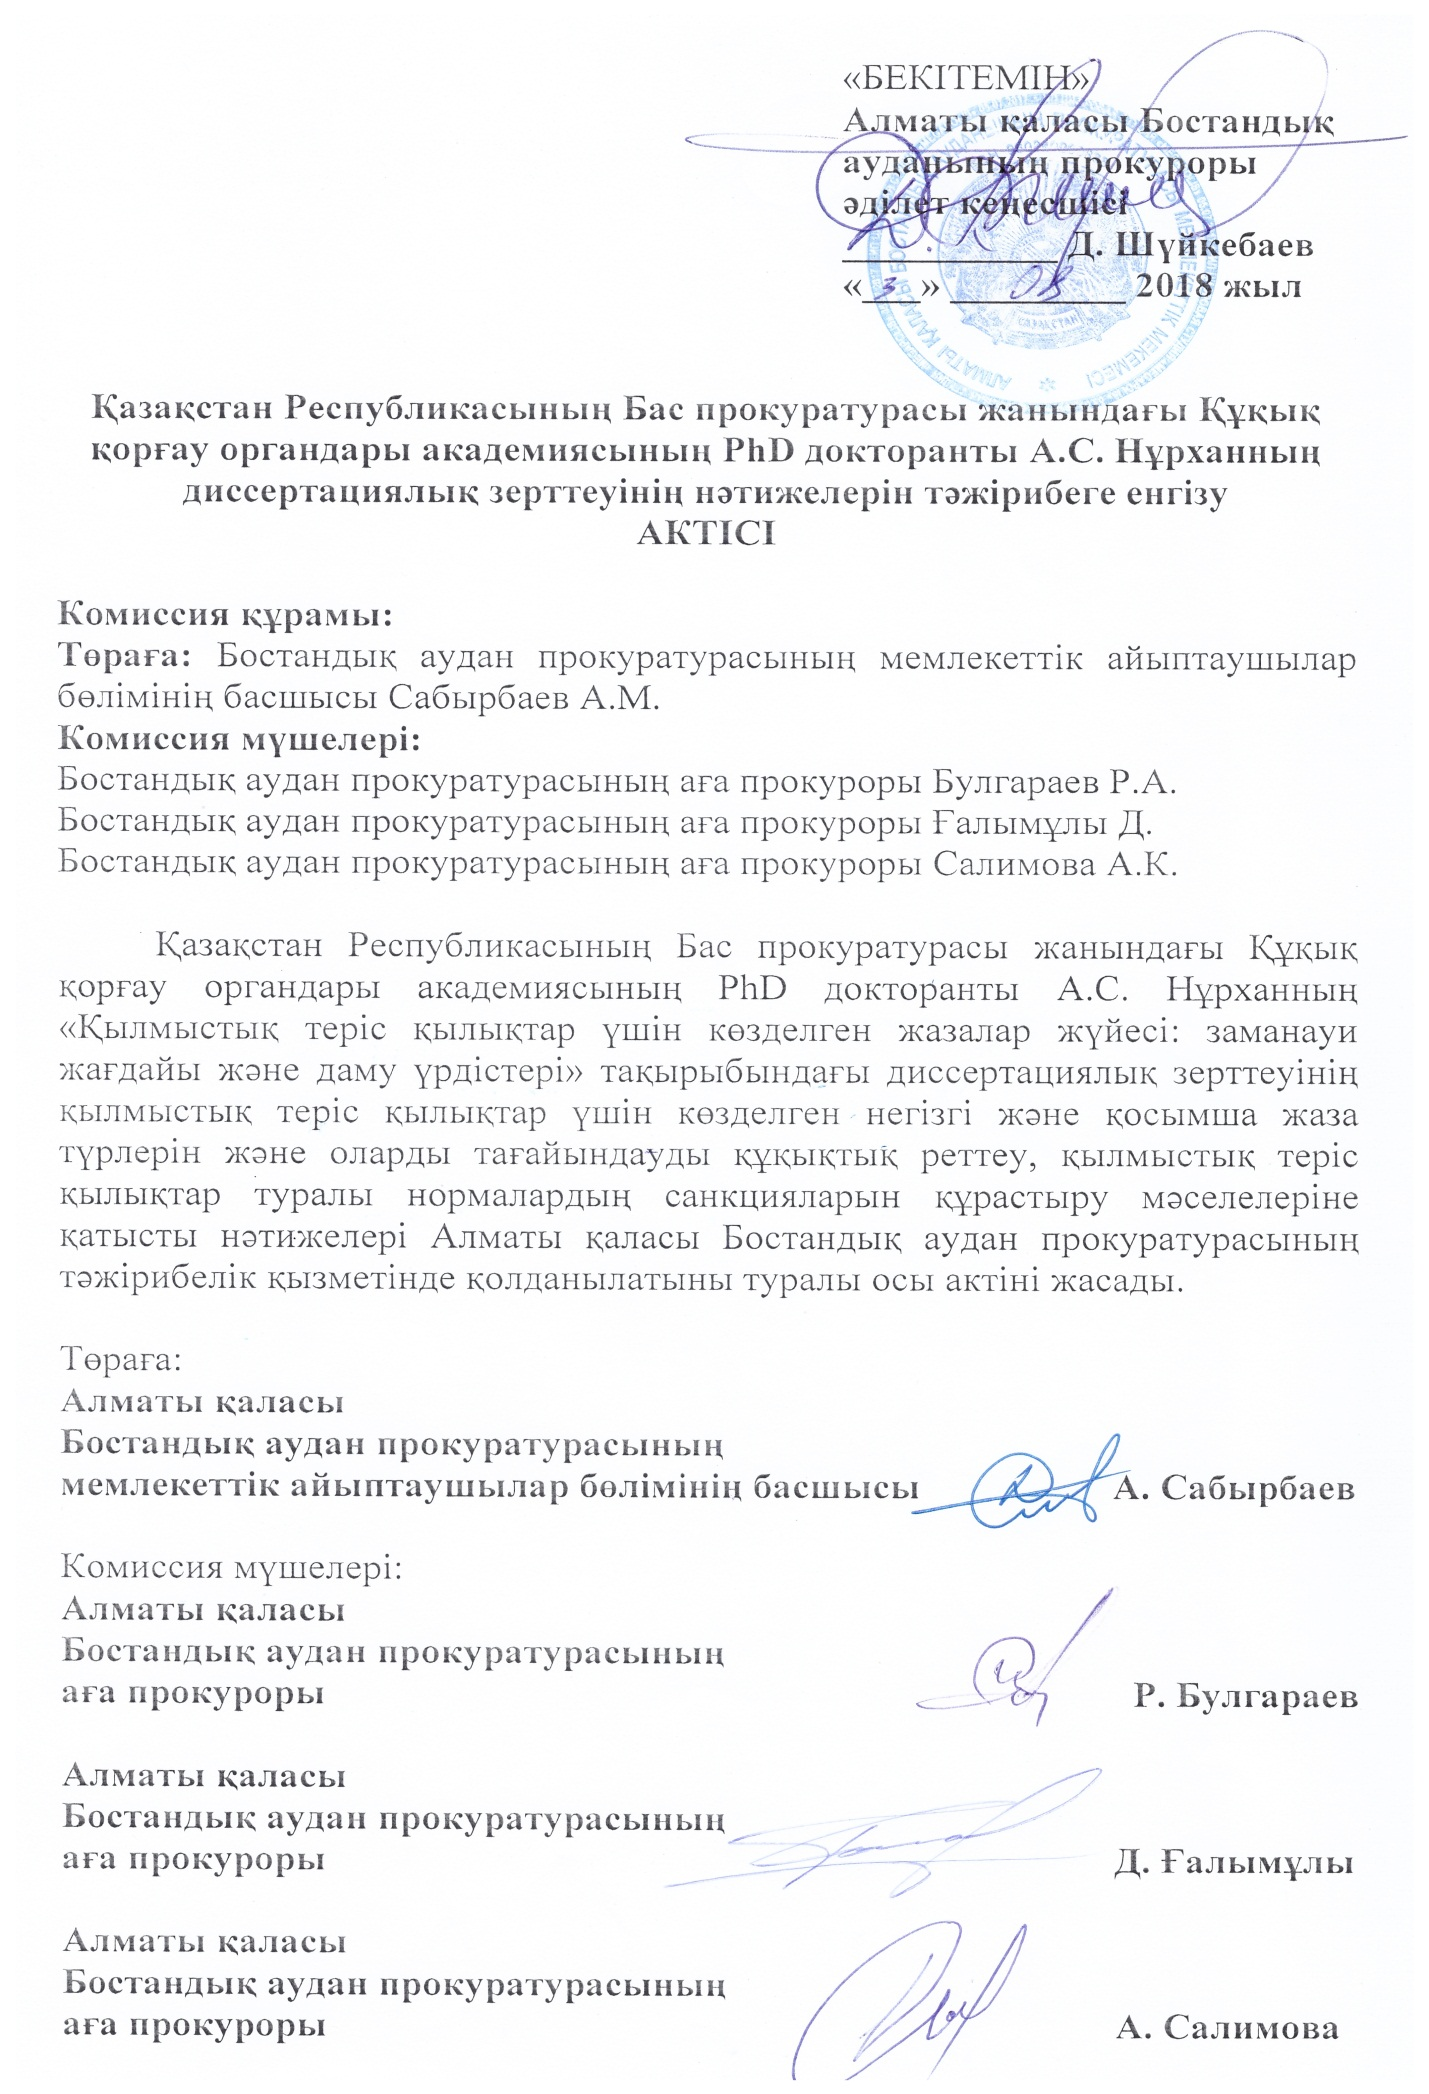 «БЕКІТЕМІН»
Алматы қаласы Бостандық
ауданының прокуроры
әділет кеңесшісі
____________ Д. Шүйкебаев
«_3_» ____08____ 2018 жыл
Қазақстан Республикасының Бас прокуратурасы жанындағы Құқық
қорғау органдары академиясының PhD докторанты А.С. Нұрханның
диссертациялық зерттеуінің нәтижелерін тәжірибеге енгізу
АКТІСІ
Комиссия құрамы:
Төраға: Бостандық аудан прокуратурасының мемлекеттік айыптаушылар
бөлімінің басшысы Сабырбаев А.М.
Комиссия мүшелері:
Бостандық аудан прокуратурасының аға прокуроры Булгараев Р.А.
Бостандық аудан прокуратурасының аға прокуроры Ғалымұлы Д.
Бостандық аудан прокуратурасының аға прокуроры Салимова А.К.
Қазақстан Республикасының Бас прокуратурасы жанындағы Құқық
қорғау органдары академиясының PhD докторанты А.С. Нұрханның
«Қылмыстық теріс қылықтар үшін көзделген жазалар жүйесі: заманауи
жағдайы және даму үрдістері» тақырыбындағы диссертациялық зерттеуінің
қылмыстық теріс қылықтар үшін көзделген негізгі және қосымша жаза
түрлерін және оларды тағайындауды құқықтық реттеу, қылмыстық теріс
қылықтар туралы нормалардың санкцияларын құрастыру мәселелеріне
қатысты нәтижелері Алматы қаласы Бостандық аудан прокуратурасының
тәжірибелік қызметінде қолданылатыны туралы осы актіні жасады.
Төраға:
Алматы қаласы
Бостандық аудан прокуратурасының
мемлекеттік айыптаушылар бөлімінің басшысы А. Сабырбаев
Комиссия мүшелері:
Алматы қаласы
Бостандық аудан прокуратурасының
аға прокуроры Р. Булгараев
Алматы қаласы
Бостандық аудан прокуратурасының
аға прокуроры Д. Ғалымұлы
Алматы қаласы
Бостандық аудан прокуратурасының
аға прокуроры А. Салимова